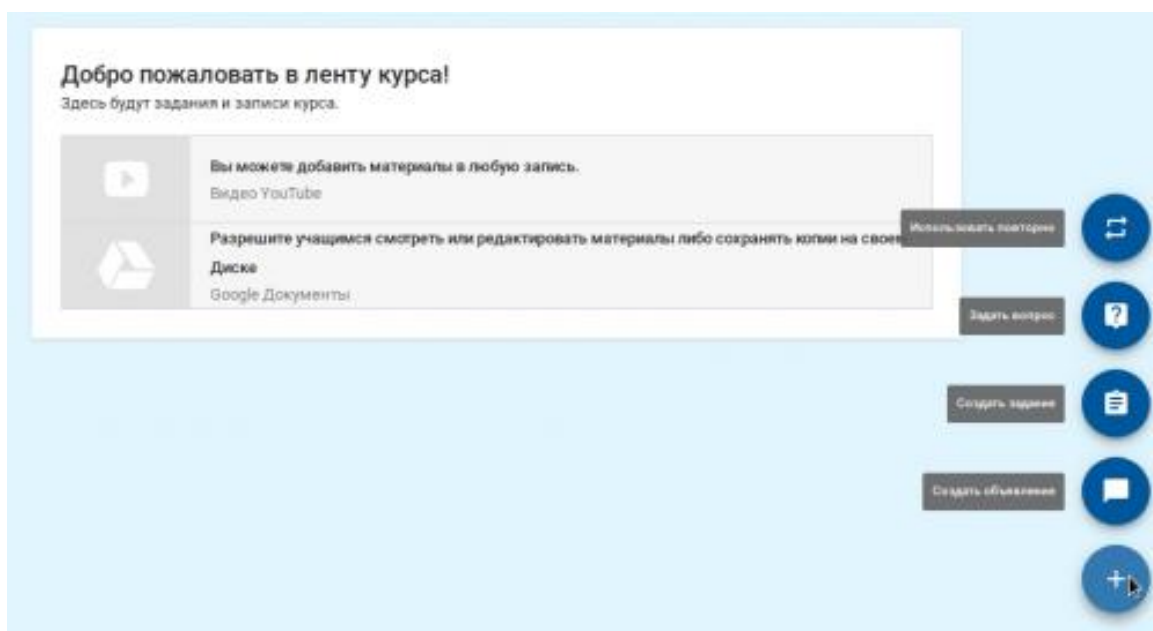 Добро пожаловать в ленту курса!
Здесь будут задания и записи курса.
Вы можете добавить материалы в любую запись.
Видео YouTube
Разрешите учащимся смотреть или редактировать материалы либо сохранять копии на своем
Диске
Google Документы
Использовать повторно
Задать вопрос
Создать задание
Создать объявление